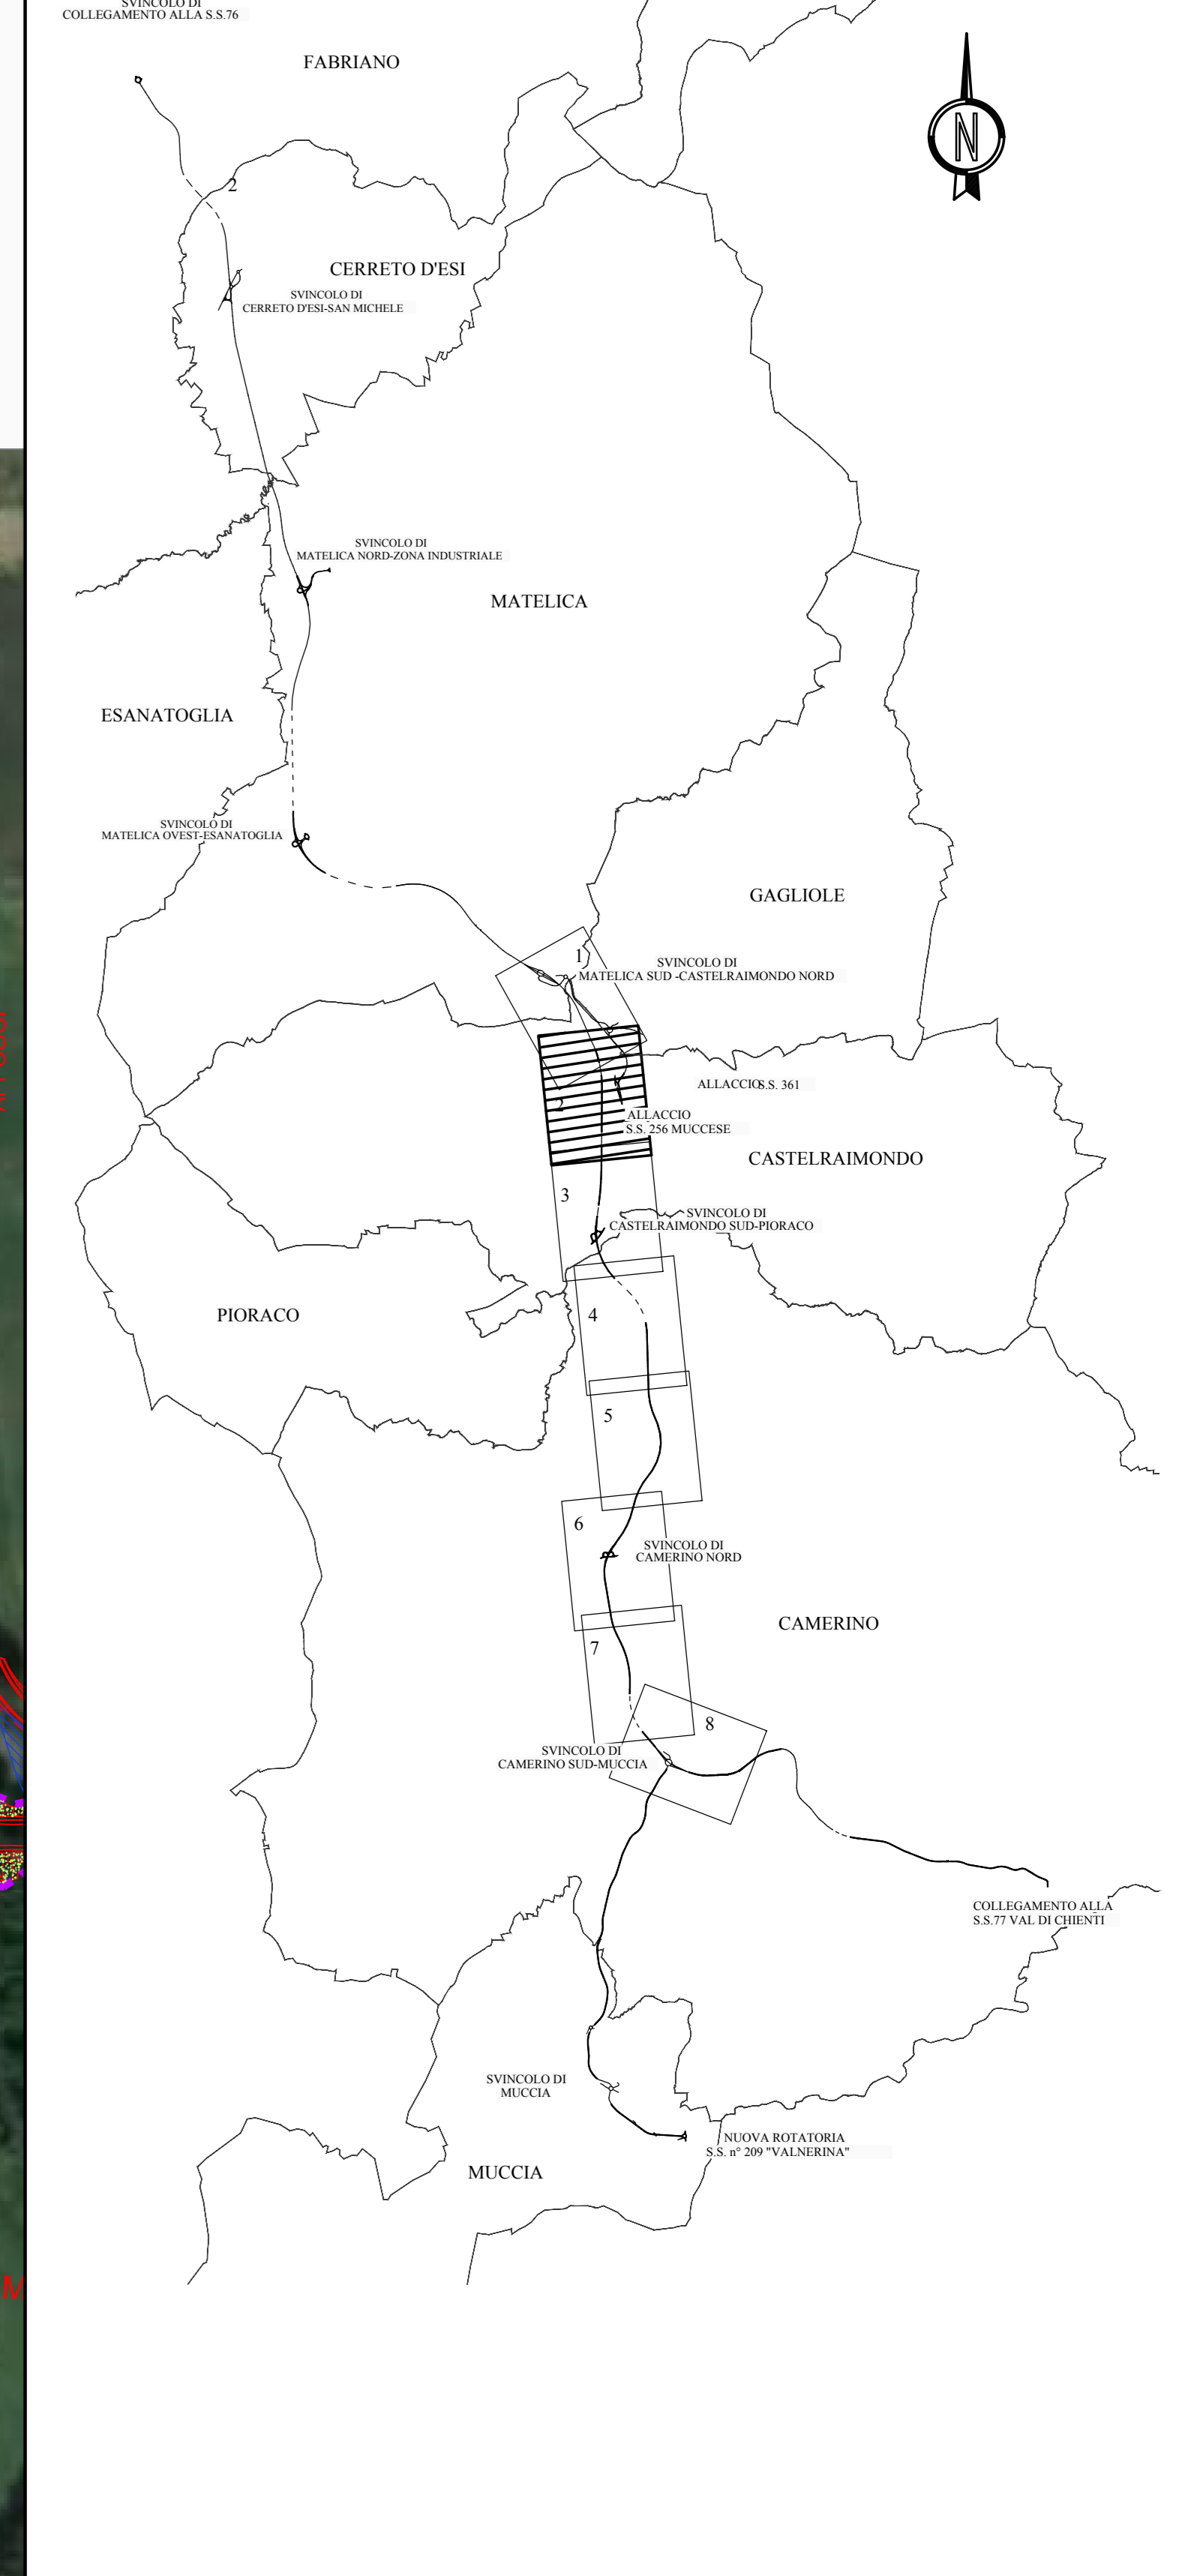 SVINCOLO DI
COLLEGAMENTO ALLA S.S.76
FABRIANO
N
2
CERRETO D'ESI
SVINCOLO DI
CERRETO D'ESI-SAN MICHELE
SVINCOLO DI
MATELICA NORD-ZONA INDUSTRIALE
MATELICA
ESANATOGLIA
SVINCOLO DI
MATELICA OVEST-ESANATOGLIA
GAGLIOLE
1
SVINCOLO DI
MATELICA SUD -CASTELRAIMONDO NORD
ALLACCIO S.S. 361
2
ALLACCIO
S.S. 256 MUCCESE
CASTELRAIMONDO
3
SVINCOLO DI
CASTELRAIMONDO SUD-PIORACO
PIORACO
4
5
6
SVINCOLO DI
CAMERINO NORD
CAMERINO
7
8
SVINCOLO DI
CAMERINO SUD-MUCCIA
COLLEGAMENTO ALLA
S.S.77 VAL DI CHIENTI
SVINCOLO DI
MUCCIA
NUOVA ROTATORIA
S.S. n° 209 "VALNERINA"
MUCCIA
M